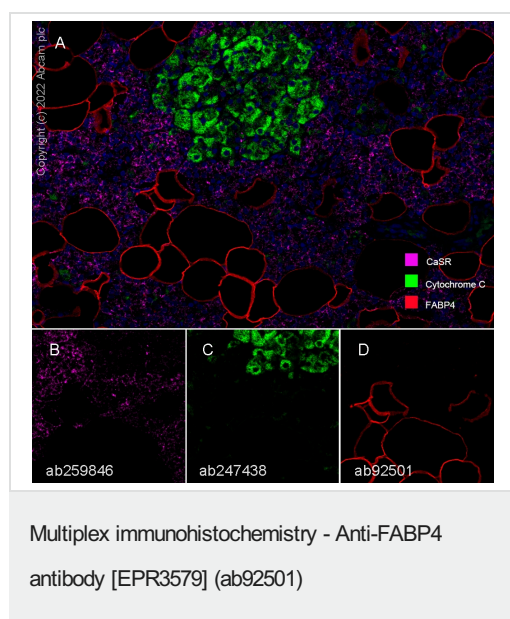 A
Copyright (c) 2022 Abcam plc
CaSR
Cytochrome C
FABP4
B
ab259846
C
ab247438
D
ab92501
Multiplex immunohistochemistry - Anti-FABP4
antibody [EPR3579] (ab92501)